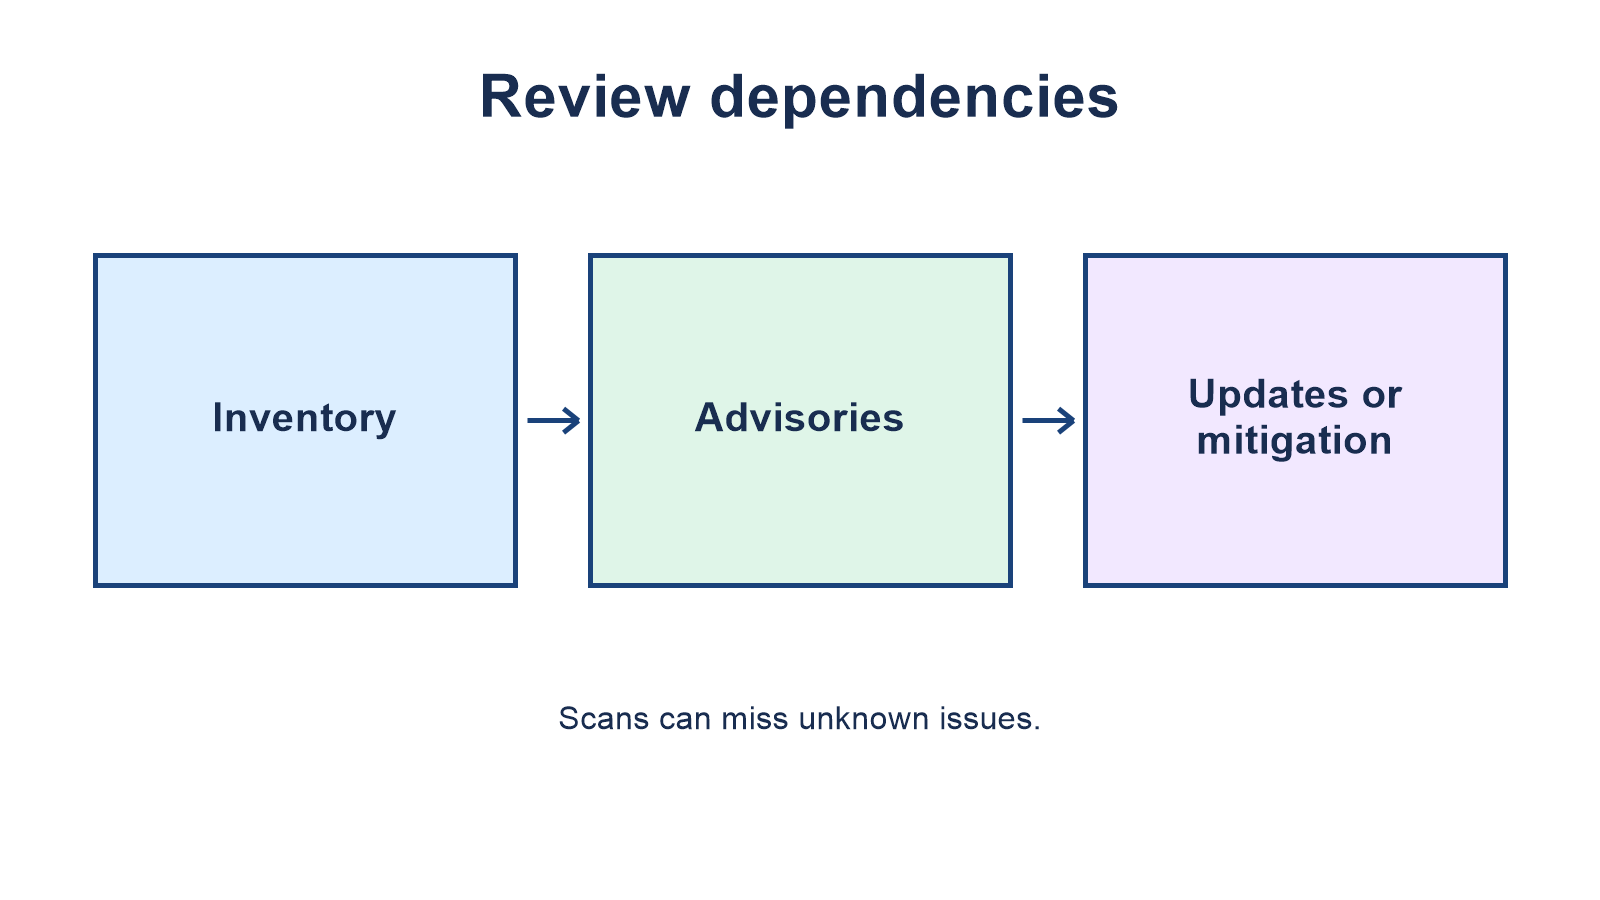 Review dependencies
Inventory
Advisories
Updates or
mitigation
Scans can miss unknown issues.